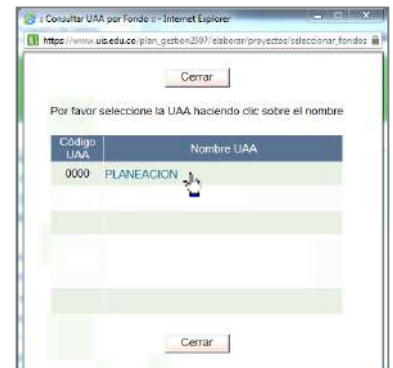 : Consultar UAA por Fondo :: - Internet Explorer
https://www.uis.edu.co/plan_gestion2007/elaborar/proyectos/seleccionar_fondos
Cerrar
Por favor seleccione la UAA haciendo clic sobre el nombre
Código UAA Nombre UAA
0000 PLANEACION
Cerrar